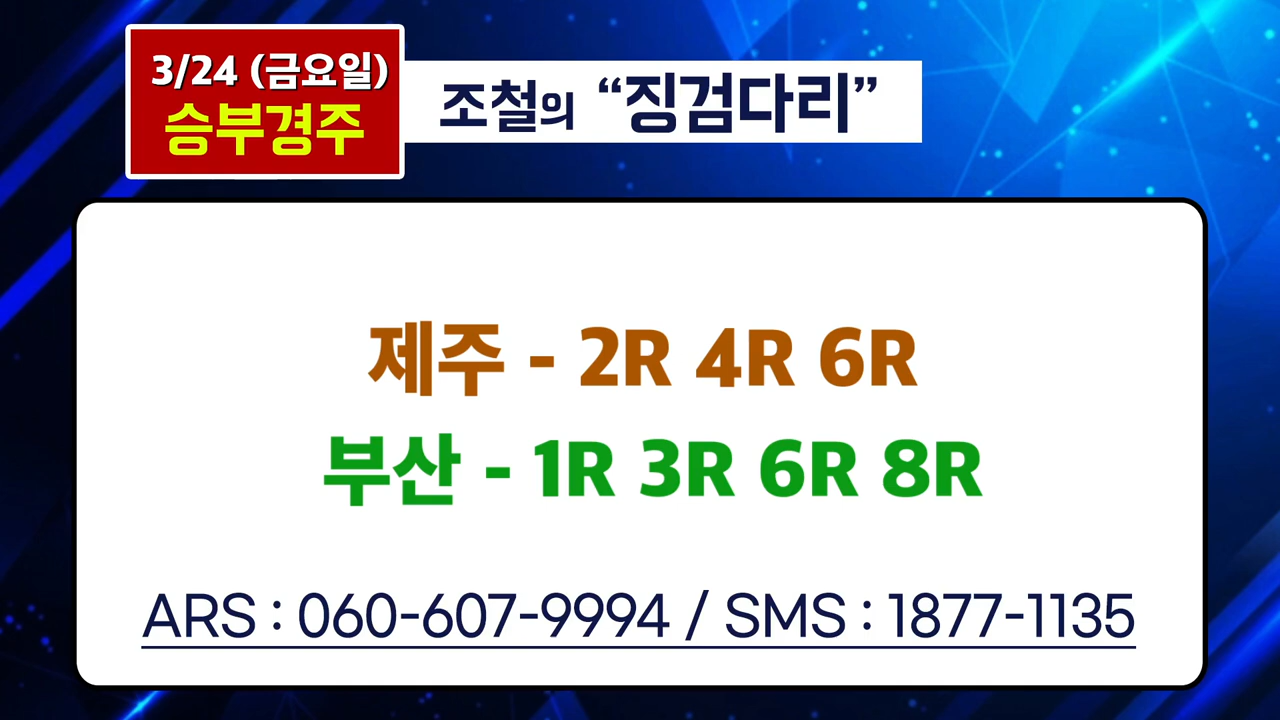 3/24 (금요일)
승부경주
조철의 “징검다리”
제주 - 2R 4R 6R
부산 - 1R 3R 6R 8R
ARS : 060-607-9994 / SMS : 1877-1135